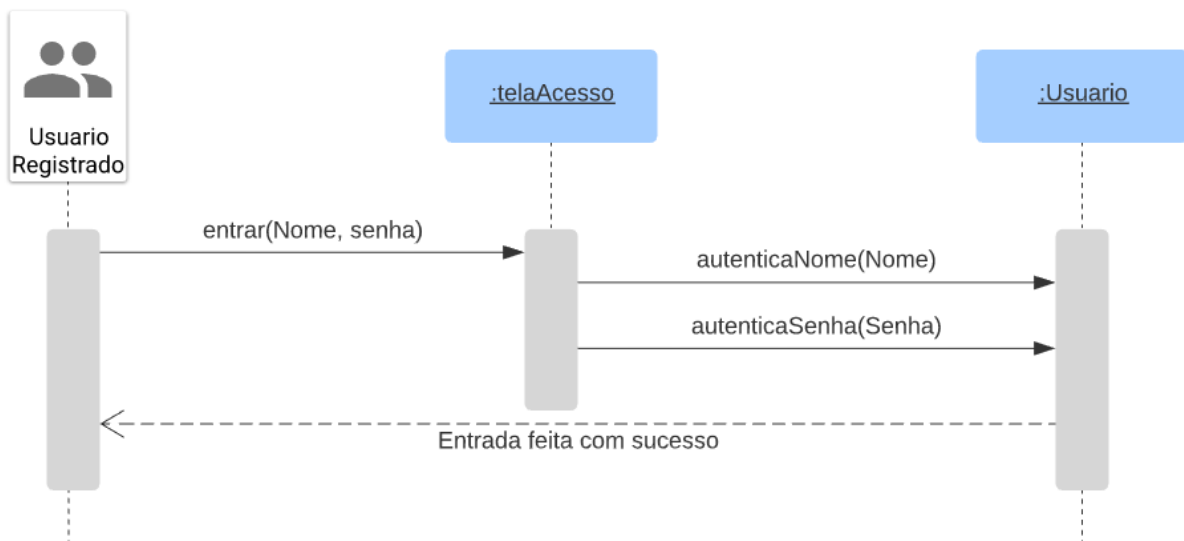 Usuario
Registrado
:telaAcesso
:Usuario
entrar(Nome, senha)
autenticaNome(Nome)
autenticaSenha(Senha)
Entrada feita com sucesso